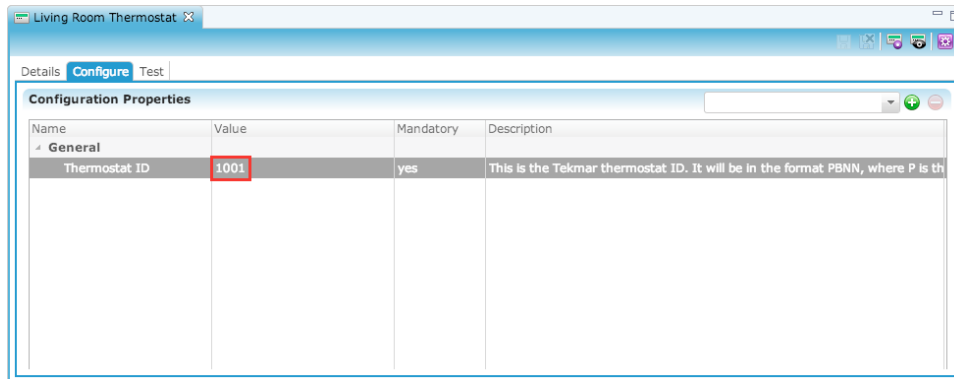 Living Room Thermostat
Details Configure Test
Configuration Properties
Name Value Mandatory Description
General
Thermostat ID 1001 yes This is the Tekmar thermostat ID. It will be in the format PBNN, where P is th